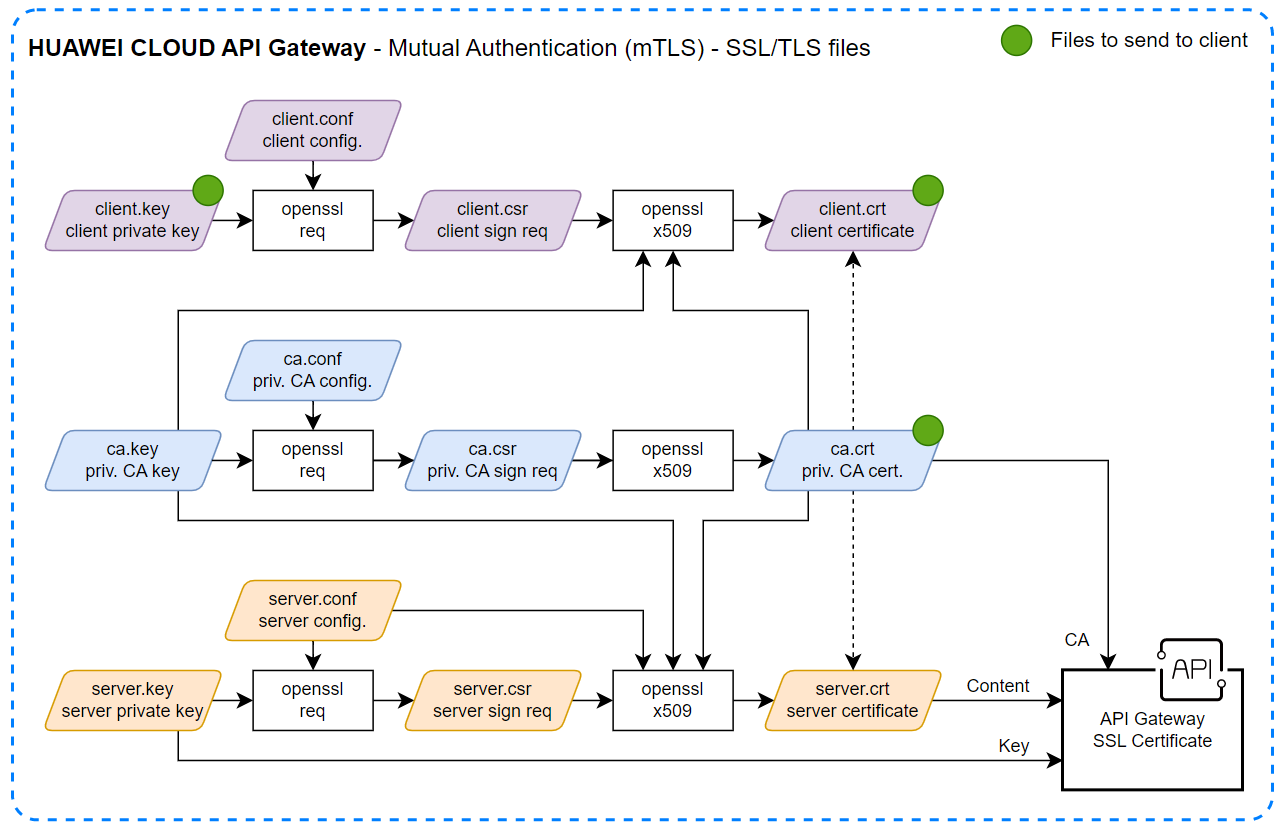 HUAWEI CLOUD API Gateway - Mutual Authentication (mTLS) - SSL/TLS files
Files to send to client
client.conf
client config.
client.key
client private key
openssl
req
client.csr
client sign req
openssl
x509
client.crt
client certificate
ca.conf
priv. CA config.
ca.key
priv. CA key
openssl
req
ca.csr
priv. CA sign req
openssl
x509
ca.crt
priv. CA cert.
server.conf
server config.
server.key
server private key
openssl
req
server.csr
server sign req
openssl
x509
server.crt
server certificate
CA
Content
Key
API
API Gateway
SSL Certificate